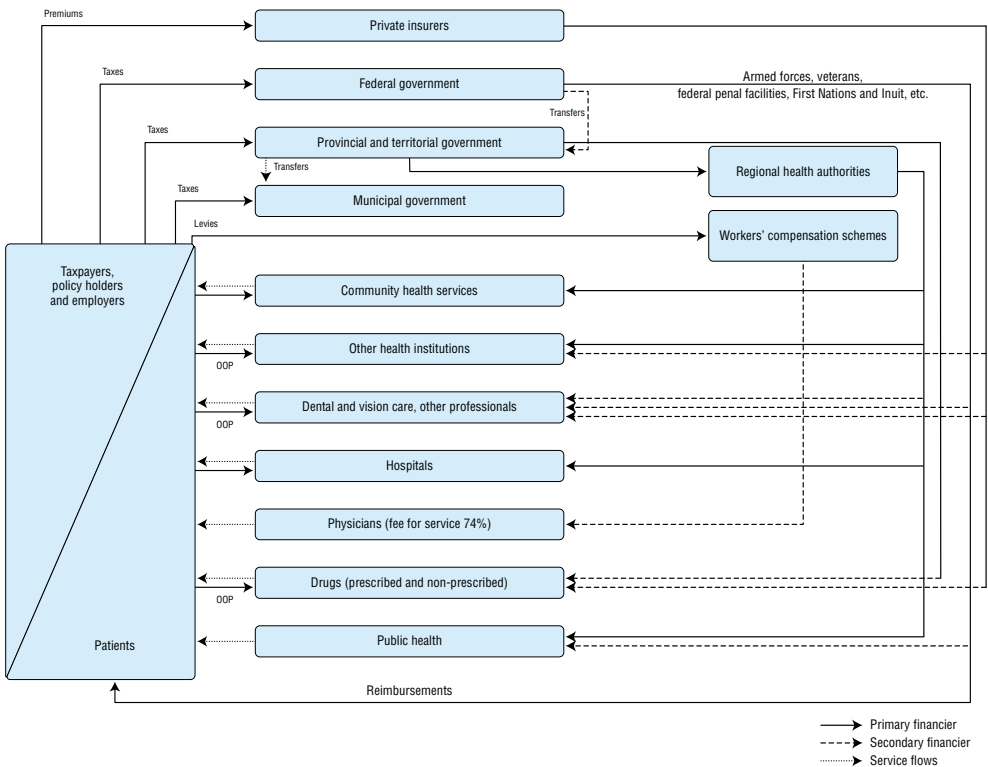 Premiums
Private insurers
Taxes
Federal government
Armed forces, veterans,
federal penal facilities, First Nations and Inuit, etc.
Transfers
Taxes
Provincial and territorial government
Transfers
Regional health authorities
Taxes
Municipal government
Levies
Workers' compensation schemes
Taxpayers,
policy holders
and employers
Community health services
Other health institutions
OOP
Dental and vision care, other professionals
OOP
Hospitals
Physicians (fee for service 74%)
Drugs (prescribed and non-prescribed)
OOP
Public health
Patients
Reimbursements
Primary financier
Secondary financier
Service flows